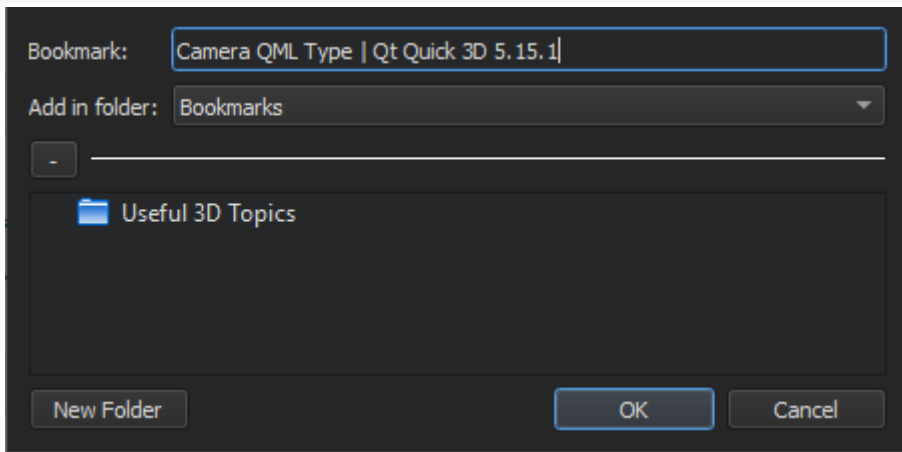 Bookmark: Camera QML Type | Qt Quick 3D 5.15.1
Add in folder: Bookmarks
-
Useful 3D Topics
New Folder OK Cancel